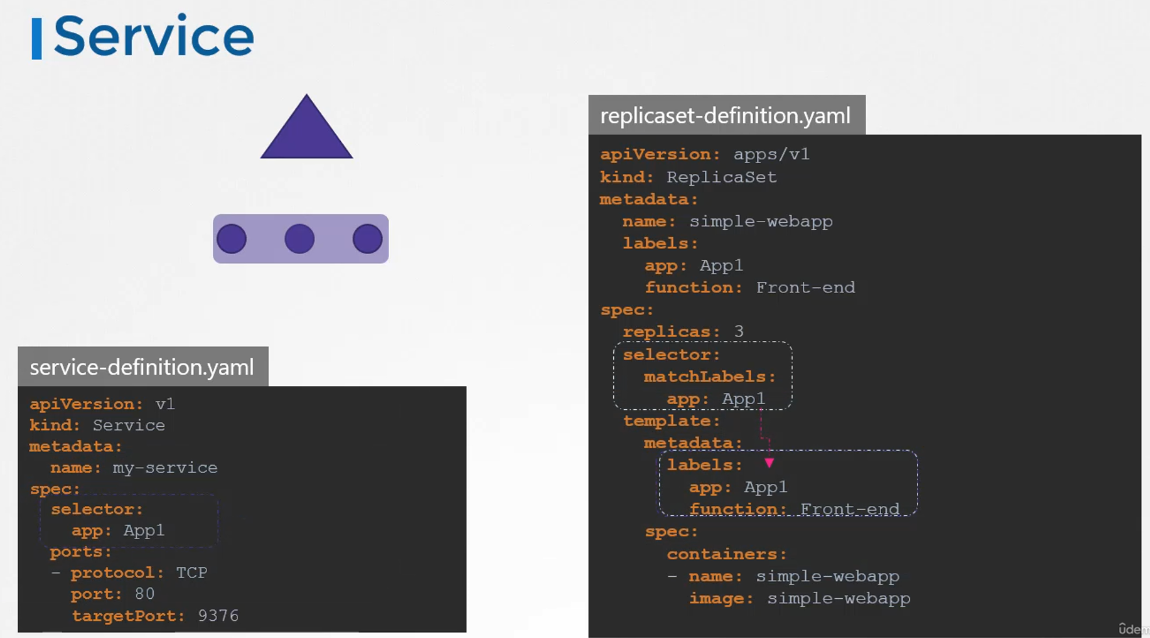 Service
replicaset-definition.yaml
apiVersion: apps/v1
kind: ReplicaSet
metadata:
  name: simple-webapp
  labels:
    app: App1
    function: Front-end
spec:
  replicas: 3
  selector:
    matchLabels:
      app: App1
  template:
    metadata:
      labels:
        app: App1
        function: Front-end
    spec:
      containers:
      - name: simple-webapp
        image: simple-webapp
service-definition.yaml
apiVersion: v1
kind: Service
metadata:
  name: my-service
spec:
  selector:
    app: App1
  ports:
  - protocol: TCP
    port: 80
    targetPort: 9376